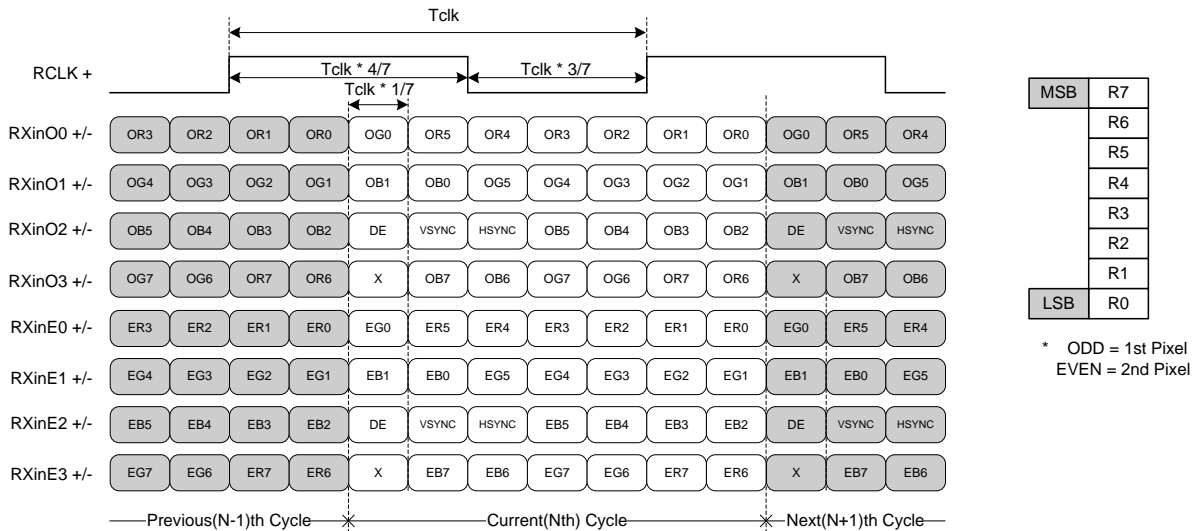 Tclk
RCLK +
Tclk * 4/7
Tclk * 3/7
Tclk * 1/7
RXinO0 +/- OR3 OR2 OR1 OR0 OG0 OR5 OR4 OR3 OR2 OR1 OR0 OG0 OR5 OR4
RXinO1 +/- OG4 OG3 OG2 OG1 OB1 OB0 OG5 OG4 OG3 OG2 OG1 OB1 OB0 OG5
RXinO2 +/- OB5 OB4 OB3 OB2 DE VSYNC HSYNC OB5 OB4 OB3 OB2 DE VSYNC HSYNC
RXinO3 +/- OG7 OG6 OR7 OR6 X OB7 OB6 OG7 OG6 OR7 OR6 X OB7 OB6
RXinE0 +/- ER3 ER2 ER1 ER0 EG0 ER5 ER4 ER3 ER2 ER1 ER0 EG0 ER5 ER4
RXinE1 +/- EG4 EG3 EG2 EG1 EB1 EB0 EG5 EG4 EG3 EG2 EG1 EB1 EB0 EG5
RXinE2 +/- EB5 EB4 EB3 EB2 DE VSYNC HSYNC EB5 EB4 EB3 EB2 DE VSYNC HSYNC
RXinE3 +/- EG7 EG6 ER7 ER6 X EB7 EB6 EG7 EG6 ER7 ER6 X EB7 EB6
Previous(N-1)th Cycle Current(Nth) Cycle Next(N+1)th Cycle
MSB R7
R6
R5
R4
R3
R2
R1
LSB R0
* ODD = 1st Pixel
EVEN = 2nd Pixel